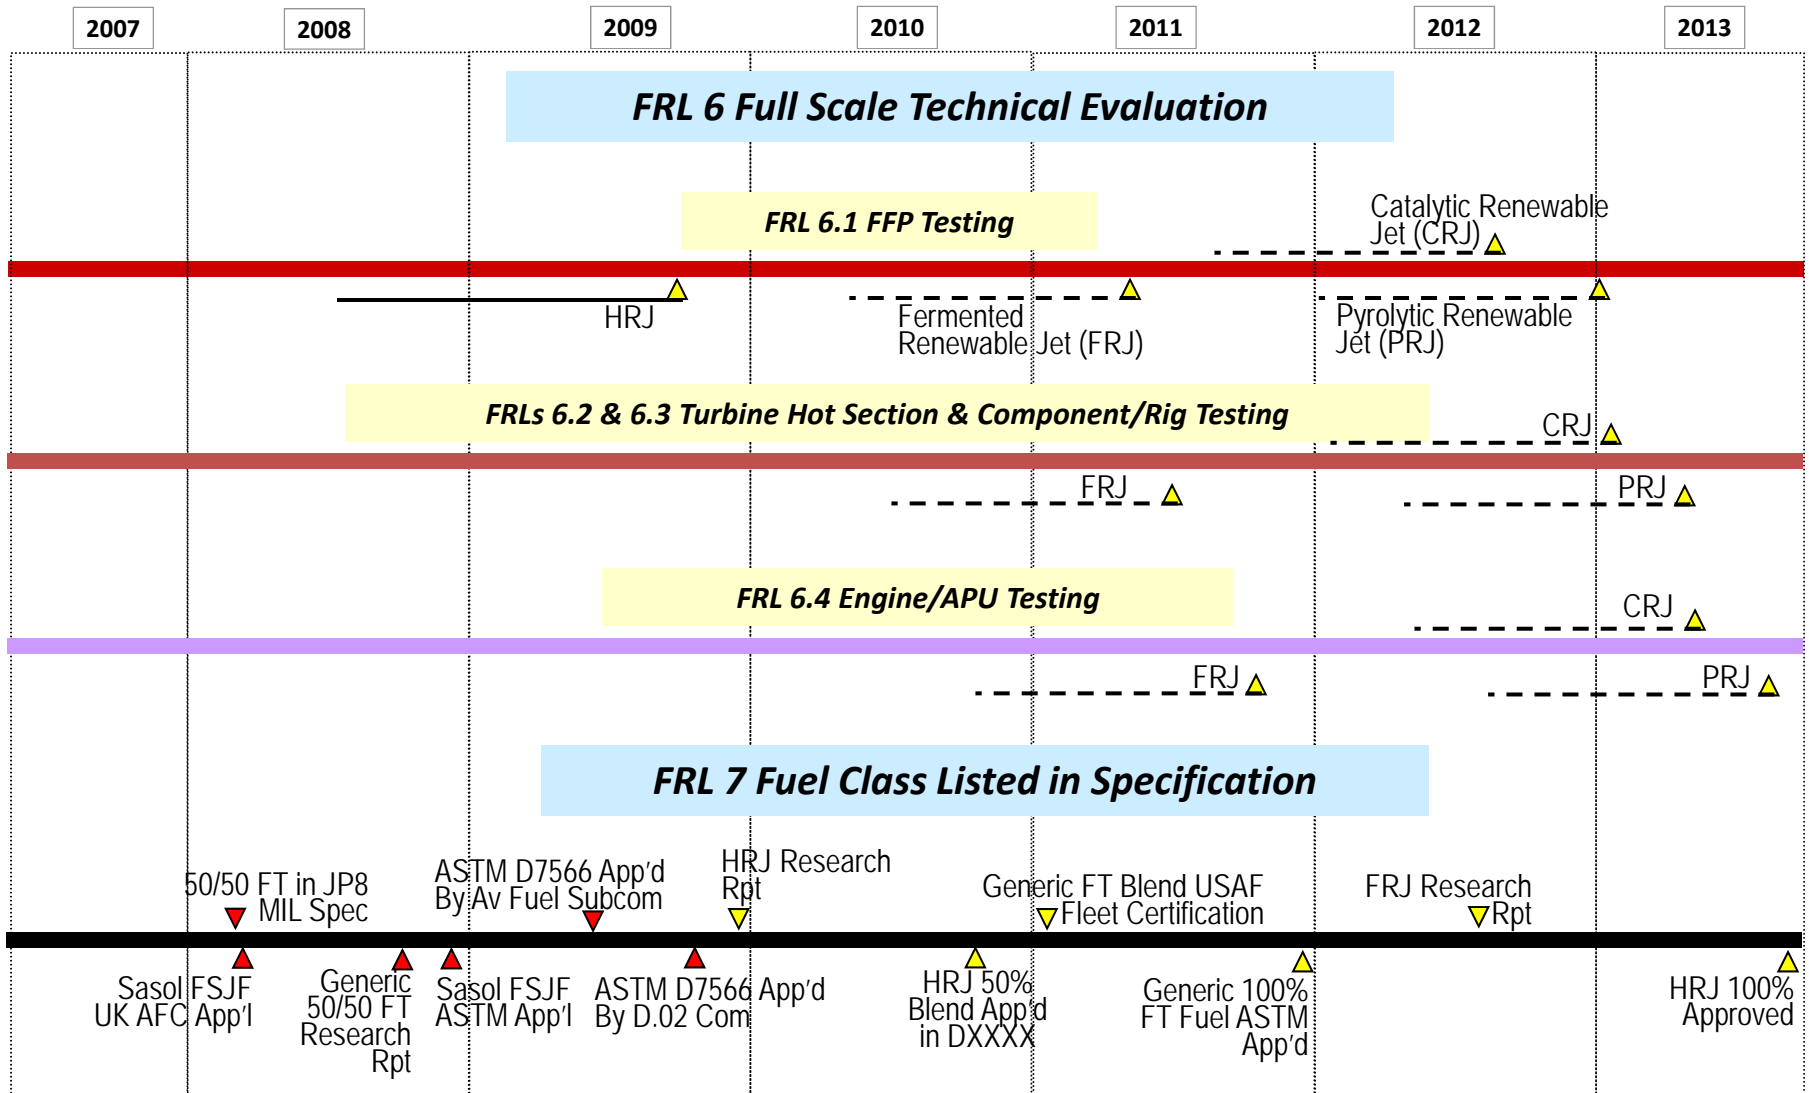 2007
2008
2009
2010
2011
2012
2013
FRL 6 Full Scale Technical Evaluation
FRL 6.1 FFP Testing
Catalytic Renewable
Jet (CRJ)
HRJ
Fermented
Renewable Jet (FRJ)
Pyrolytic Renewable
Jet (PRJ)
FRLs 6.2 & 6.3 Turbine Hot Section & Component/Rig Testing
CRJ
FRJ
PRJ
FRL 6.4 Engine/APU Testing
CRJ
FRJ
PRJ
FRL 7 Fuel Class Listed in Specification
50/50 FT in JP8
MIL Spec
ASTM D7566 App'd
By Av Fuel Subcom
HRJ Research
Rpt
Generic FT Blend USAF
Fleet Certification
FRJ Research
Rpt
Sasol FSJF
UK AFC App'l
Generic
50/50 FT
Research
Rpt
Sasol FSJF
ASTM App'l
ASTM D7566 App'd
By D.02 Com
HRJ 50%
Blend App'd
in DXXXX
Generic 100%
FT Fuel ASTM
App'd
HRJ 100%
Approved